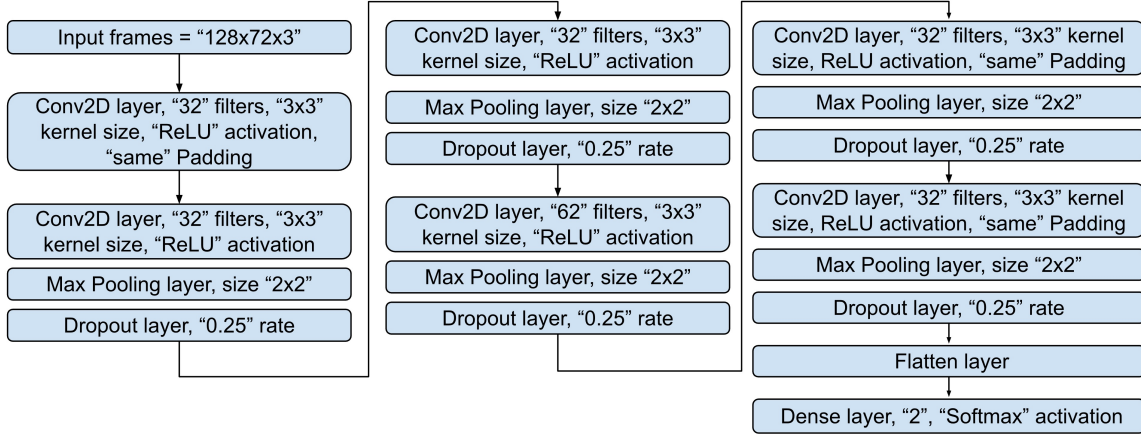 Input frames = “128x72x3”
Conv2D layer, “32” filters, “3x3”
kernel size, “ReLU” activation,
“same” Padding
Conv2D layer, “32” filters, “3x3”
kernel size, “ReLU” activation
Max Pooling layer, size “2x2”
Dropout layer, “0.25” rate
Conv2D layer, “32” filters, “3x3”
kernel size, “ReLU” activation
Max Pooling layer, size “2x2”
Dropout layer, “0.25” rate
Conv2D layer, “62” filters, “3x3”
kernel size, “ReLU” activation
Max Pooling layer, size “2x2”
Dropout layer, “0.25” rate
Conv2D layer, “32” filters, “3x3” kernel
size, ReLU activation, “same” Padding
Max Pooling layer, size “2x2”
Dropout layer, “0.25” rate
Conv2D layer, “32” filters, “3x3” kernel
size, ReLU activation, “same” Padding
Max Pooling layer, size “2x2”
Dropout layer, “0.25” rate
Flatten layer
Dense layer, “2”, “Softmax” activation